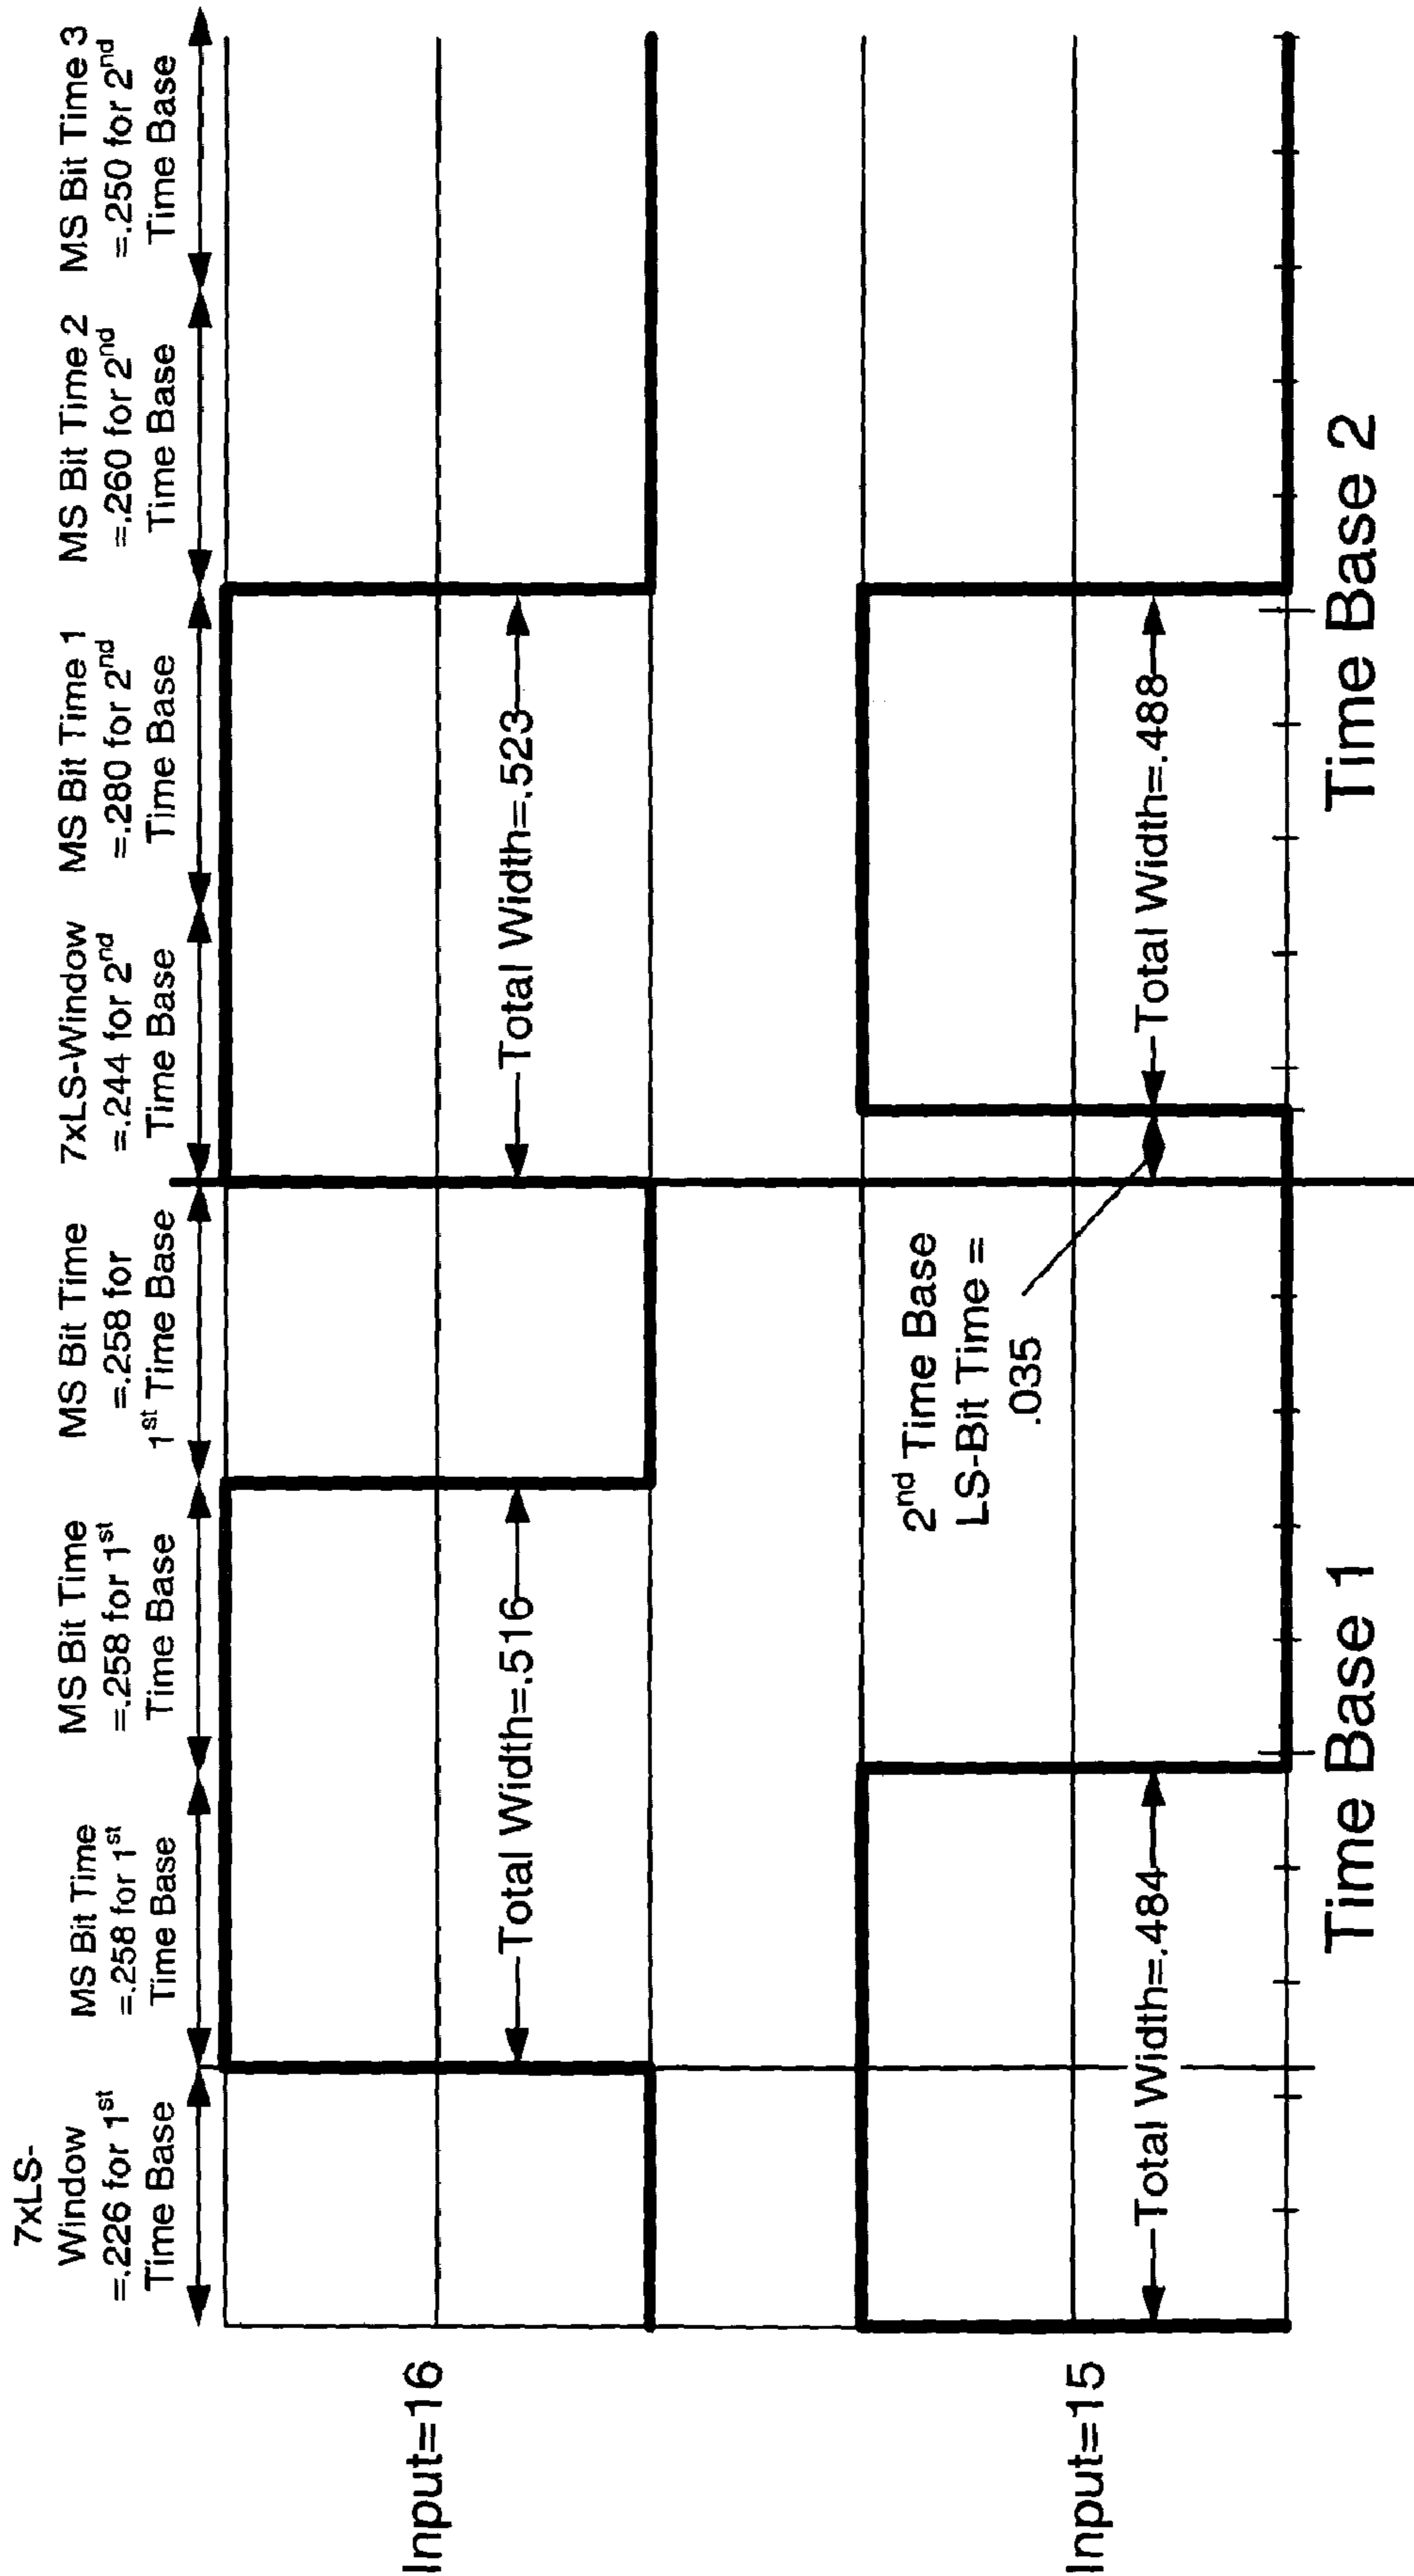 7xLS-
Window
=.226 for 1st
Time Base
MS Bit Time
=.258 for 1st
Time Base
MS Bit Time
=.258 for 1st
Time Base
MS Bit Time
=.258 for
1st Time Base
7xLS-Window
=.244 for 2nd
Time Base
MS Bit Time 1
=.280 for 2nd
Time Base
MS Bit Time 2
=.260 for 2nd
Time Base
MS Bit Time 3
=.250 for 2nd
Time Base
Input=16
Total Width=.516
Total Width=.523
2nd Time Base
LS-Bit Time =
.035
Input=15
Total Width=.484
Total Width=.488
Time Base 1
Time Base 2